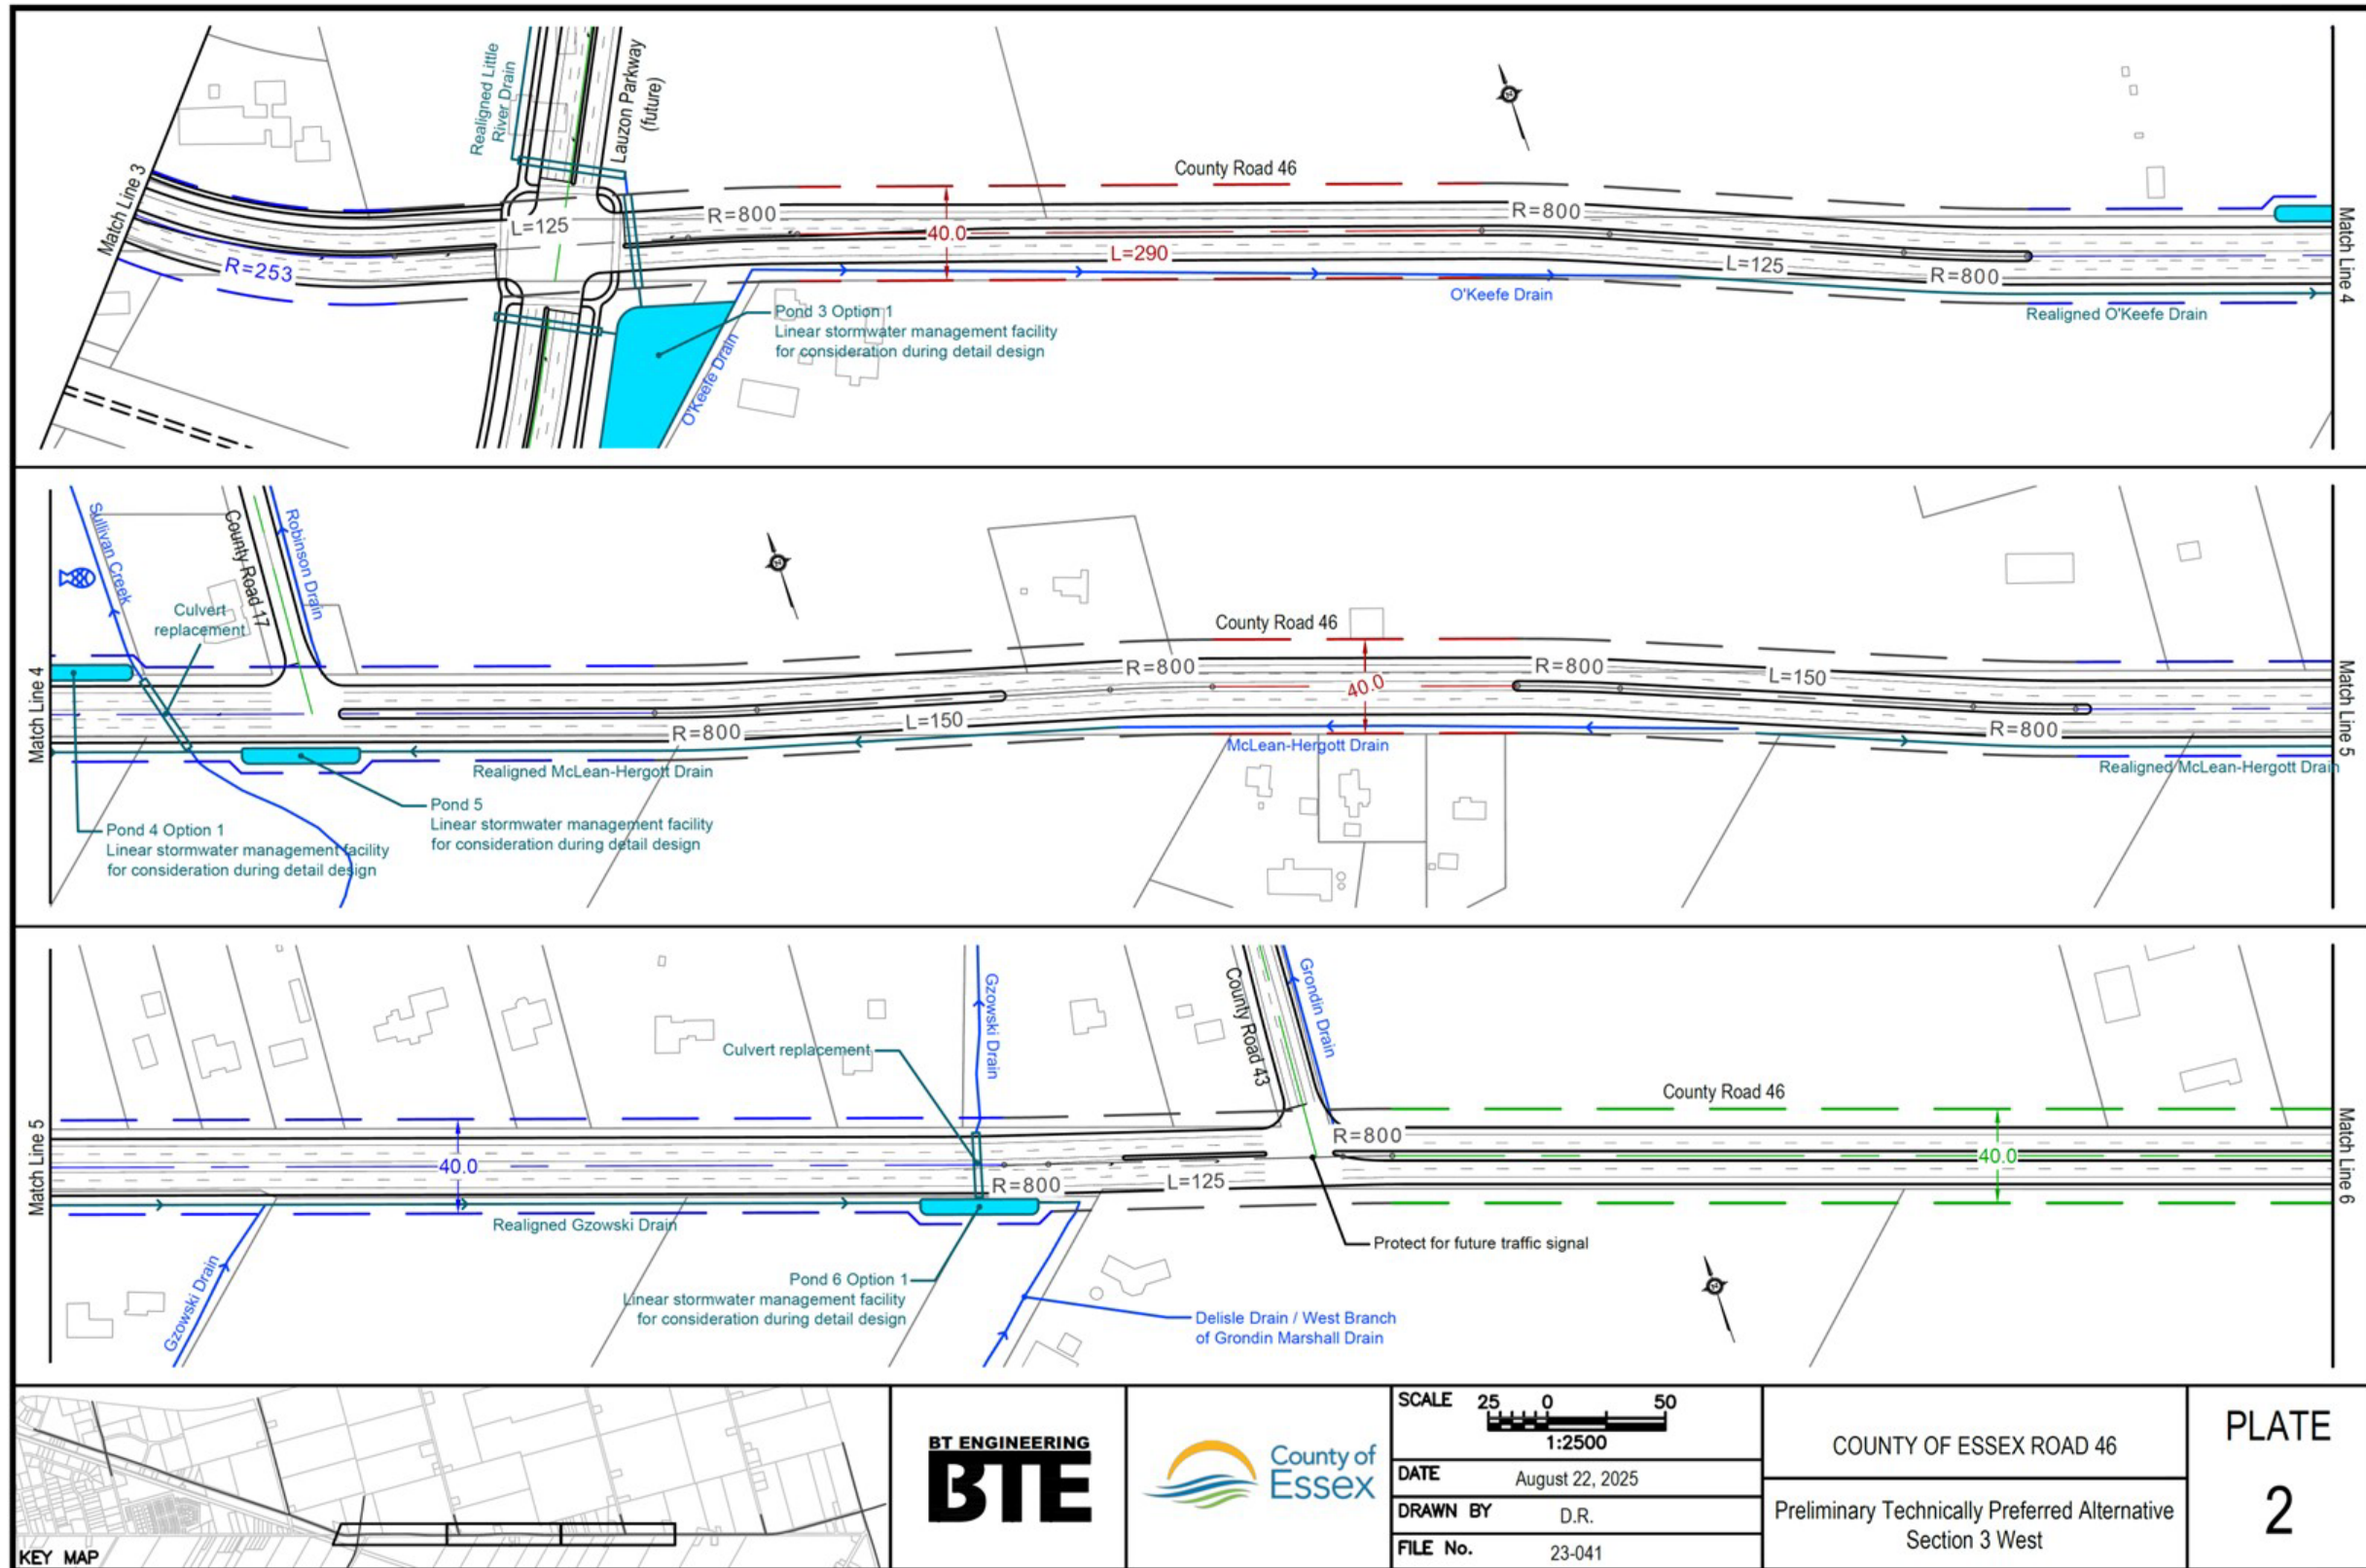 Realigned Little
River Drain
Lauzon Parkway
(future)
County Road 46
Match Line 3
L=125
R=800
R=800
40.0
R=253
L=290
L=125
R=800
Match Line 4
O'Keefe Drain
Realigned O'Keefe Drain
Pond 3 Option 1
Linear stormwater management facility
for consideration during detail design
O'Keefe Drain
Sullivan Creek
County Road 17
Robinson Drain
Culvert
replacement
County Road 46
Match Line 4
R=800
R=800
L=150
40.0
R=800
L=150
R=800
Match Line 5
McLean-Hergott Drain
Realigned McLean-Hergott Drain
Realigned McLean-Hergott Drain
Pond 5
Linear stormwater management facility
for consideration during detail design
Pond 4 Option 1
Linear stormwater management facility
for consideration during detail design
Gzowski Drain
County Road 43
Grondin Drain
Culvert replacement
County Road 46
Match Line 5
R=800
40.0
40.0
R=800
L=125
Match Line 6
Realigned Gzowski Drain
Protect for future traffic signal
Gzowski Drain
Pond 6 Option 1
Linear stormwater management facility
for consideration during detail design
Delisle Drain / West Branch
of Grondin Marshall Drain
KEY MAP
BT ENGINEERING
BTE
County of
Essex
SCALE
25 0 50
1:2500
DATE August 22, 2025
DRAWN BY D.R.
FILE No. 23-041
COUNTY OF ESSEX ROAD 46
Preliminary Technically Preferred Alternative
Section 3 West
PLATE
2